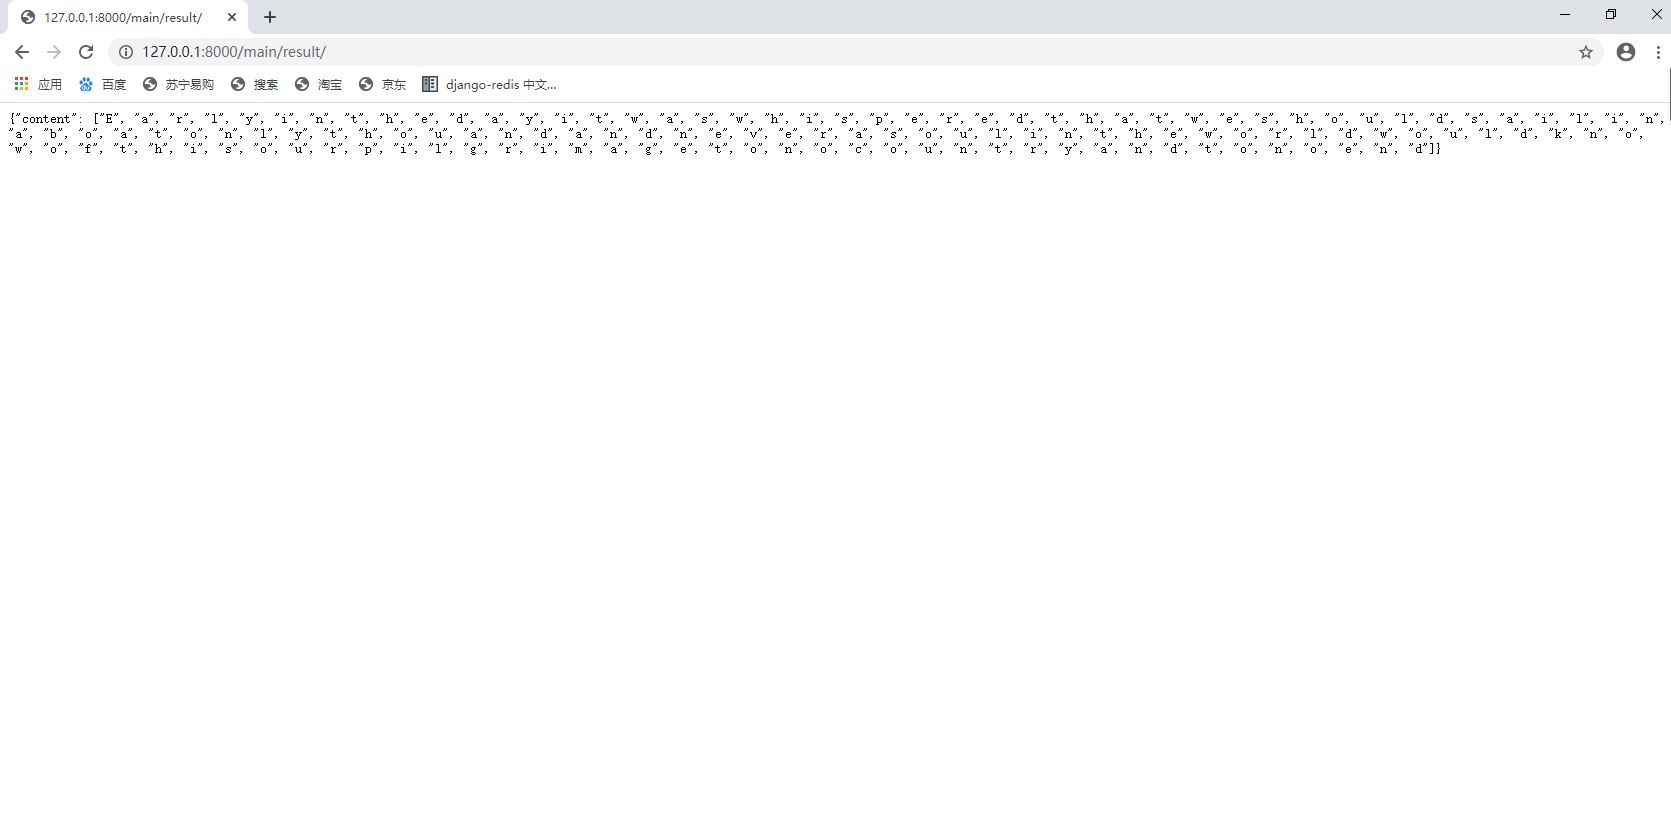 127.0.0.1:8000/main/result/
127.0.0.1:8000/main/result/
应用 百度 苏宁易购 搜索 淘宝 京东 django-redis 中文...
{"content": ["E", "a", "r", "l", "y", "i", "n", "t", "h", "e", "d", "a", "y", "i", "t", "w", "a", "s", "w", "h", "i", "s", "p", "e", "r", "e", "d", "t", "h", "a", "t", "w", "e", "s", "h", "o", "u", "l", "d", "s", "a", "i", "l", "i", "n",
"a", "b", "o", "a", "t", "o", "n", "l", "y", "t", "h", "o", "u", "a", "n", "d", "a", "n", "d", "n", "e", "v", "e", "r", "a", "s", "o", "u", "l", "i", "n", "t", "h", "e", "w", "o", "r", "l", "d", "w", "o", "u", "l", "d", "k", "n", "o",
"w", "o", "f", "t", "h", "i", "s", "o", "u", "r", "p", "i", "l", "g", "r", "i", "m", "a", "g", "e", "t", "o", "n", "o", "c", "o", "u", "n", "t", "r", "y", "a", "n", "d", "t", "o", "n", "o", "e", "n", "d"]}